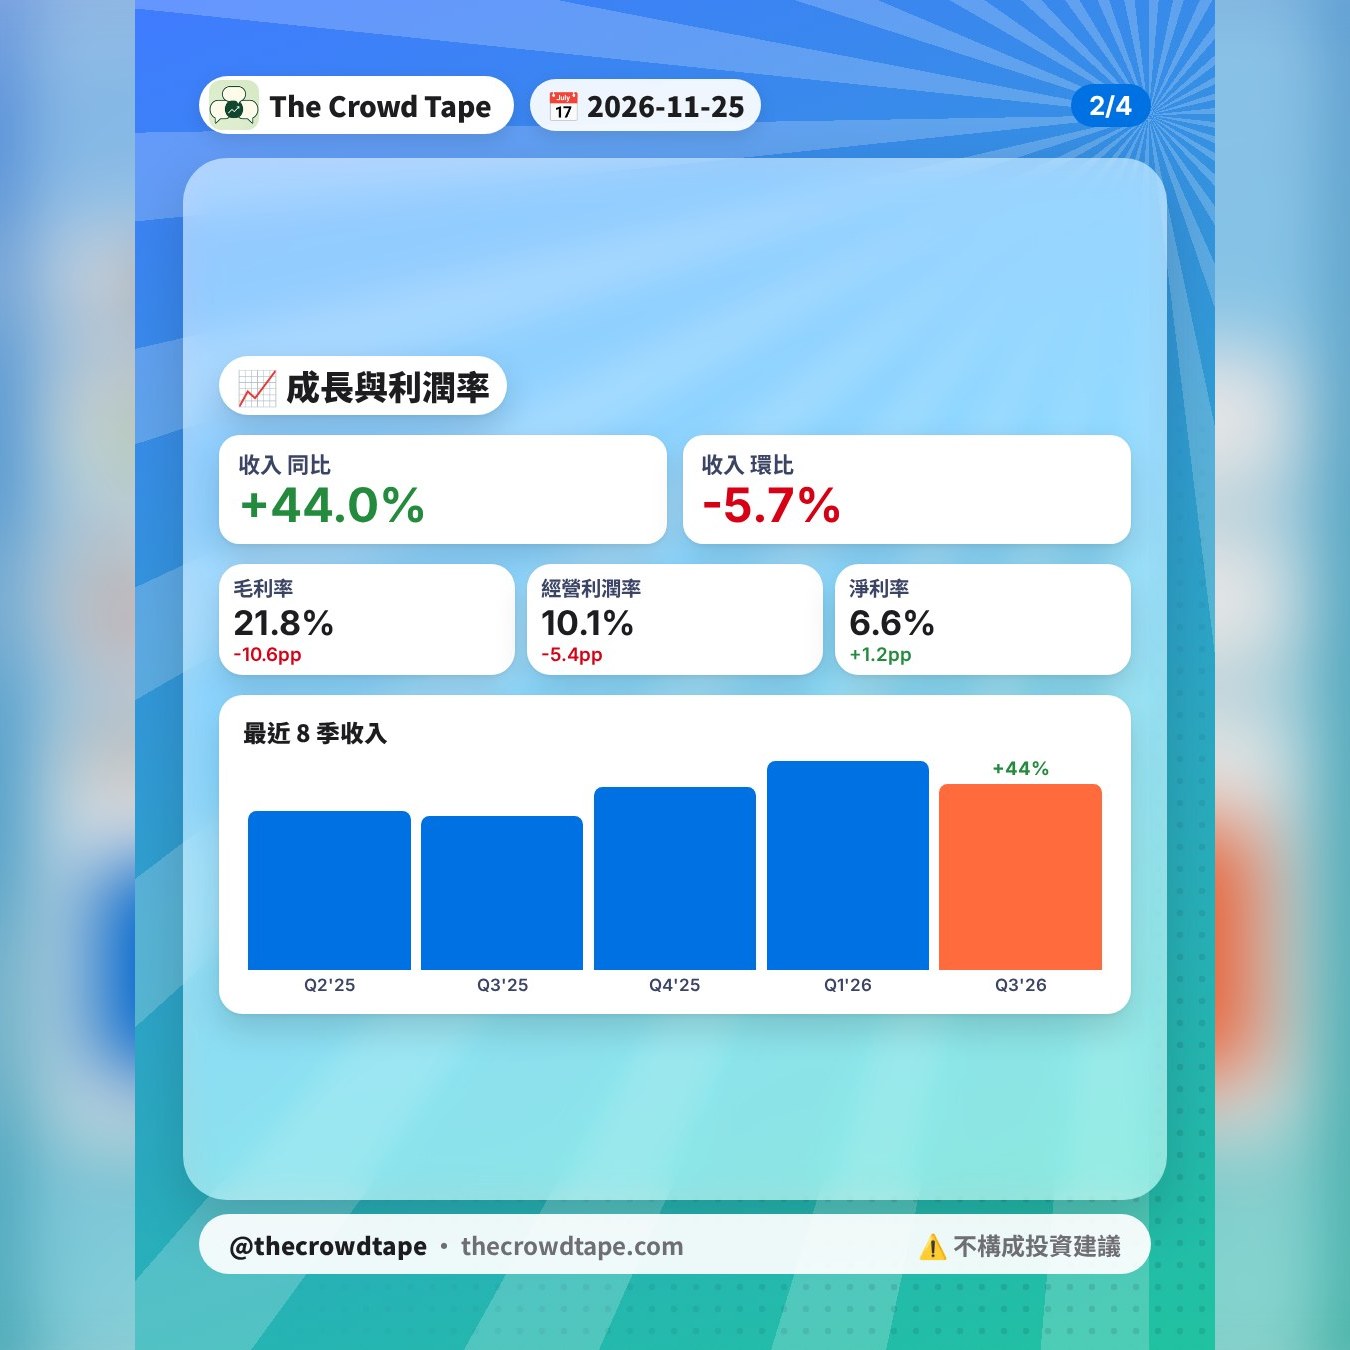 The Crowd Tape
2026-11-25
2/4
成長與利潤率
收入 同比
+44.0%
收入 環比
-5.7%
毛利率
21.8%
-10.6pp
經營利潤率
10.1%
-5.4pp
淨利率
6.6%
+1.2pp
最近 8 季收入
+44%
Q2'25
Q3'25
Q4'25
Q1'26
Q3'26
@thecrowdtape • thecrowdtape.com
⚠️ 不構成投資建議